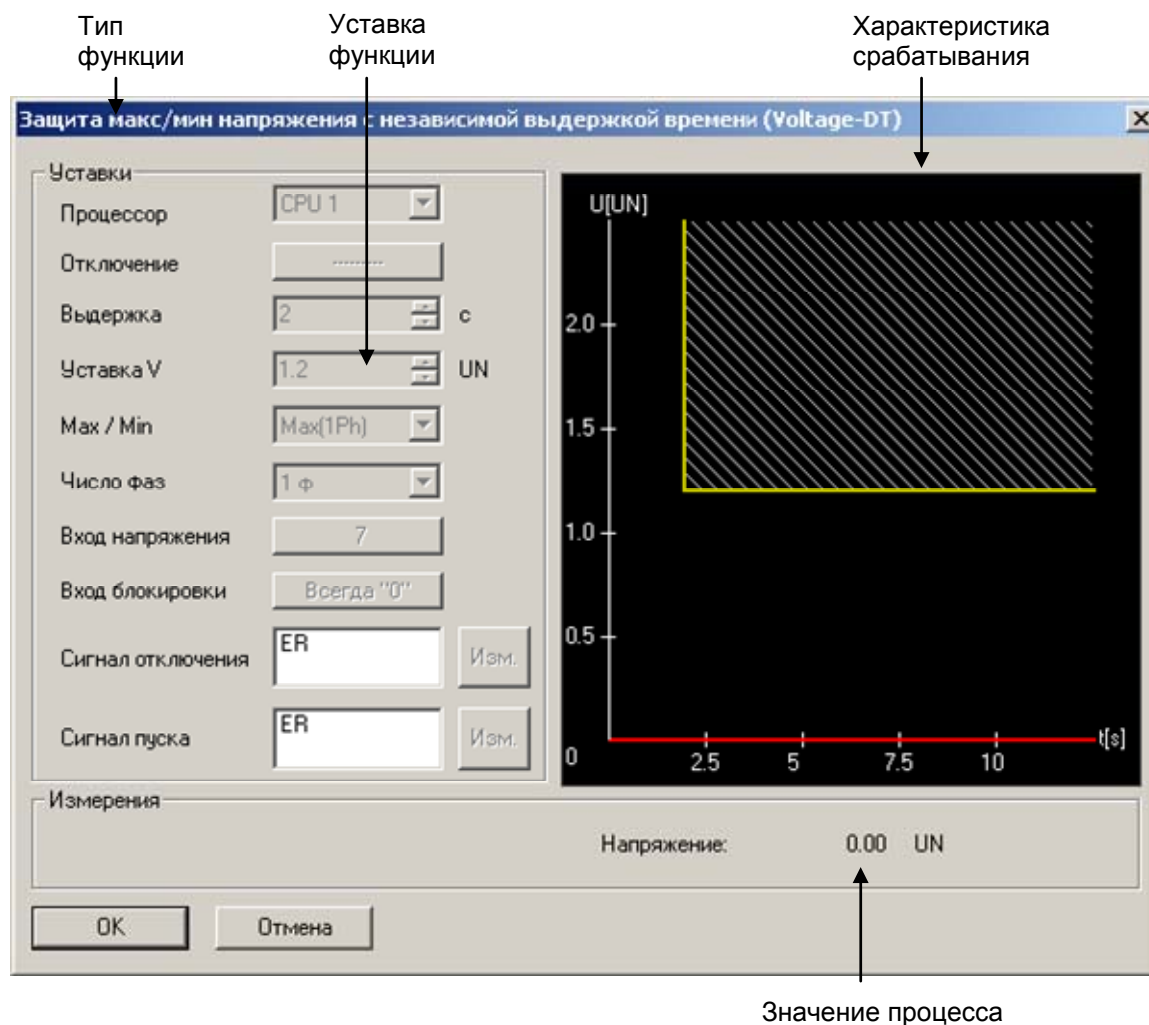 Тип функции
Уставка функции
Характеристика срабатывания
Защита макс/мин напряжения с независимой выдержкой времени (Voltage-DT)
Уставки
Процессор CPU 1
Отключение ---------
Выдержка 2 с
Уставка V 1.2 UN
Max / Min Max(1Ph)
Число фаз 1 ф
Вход напряжения 7
Вход блокировки Всегда "0"
Сигнал отключения ER Изм.
Сигнал пуска ER Изм.
U[UN]
2.0
1.5
1.0
0.5
0
2.5 5 7.5 10 t[s]
Измерения
Напряжение: 0.00 UN
OK Отмена
Значение процесса